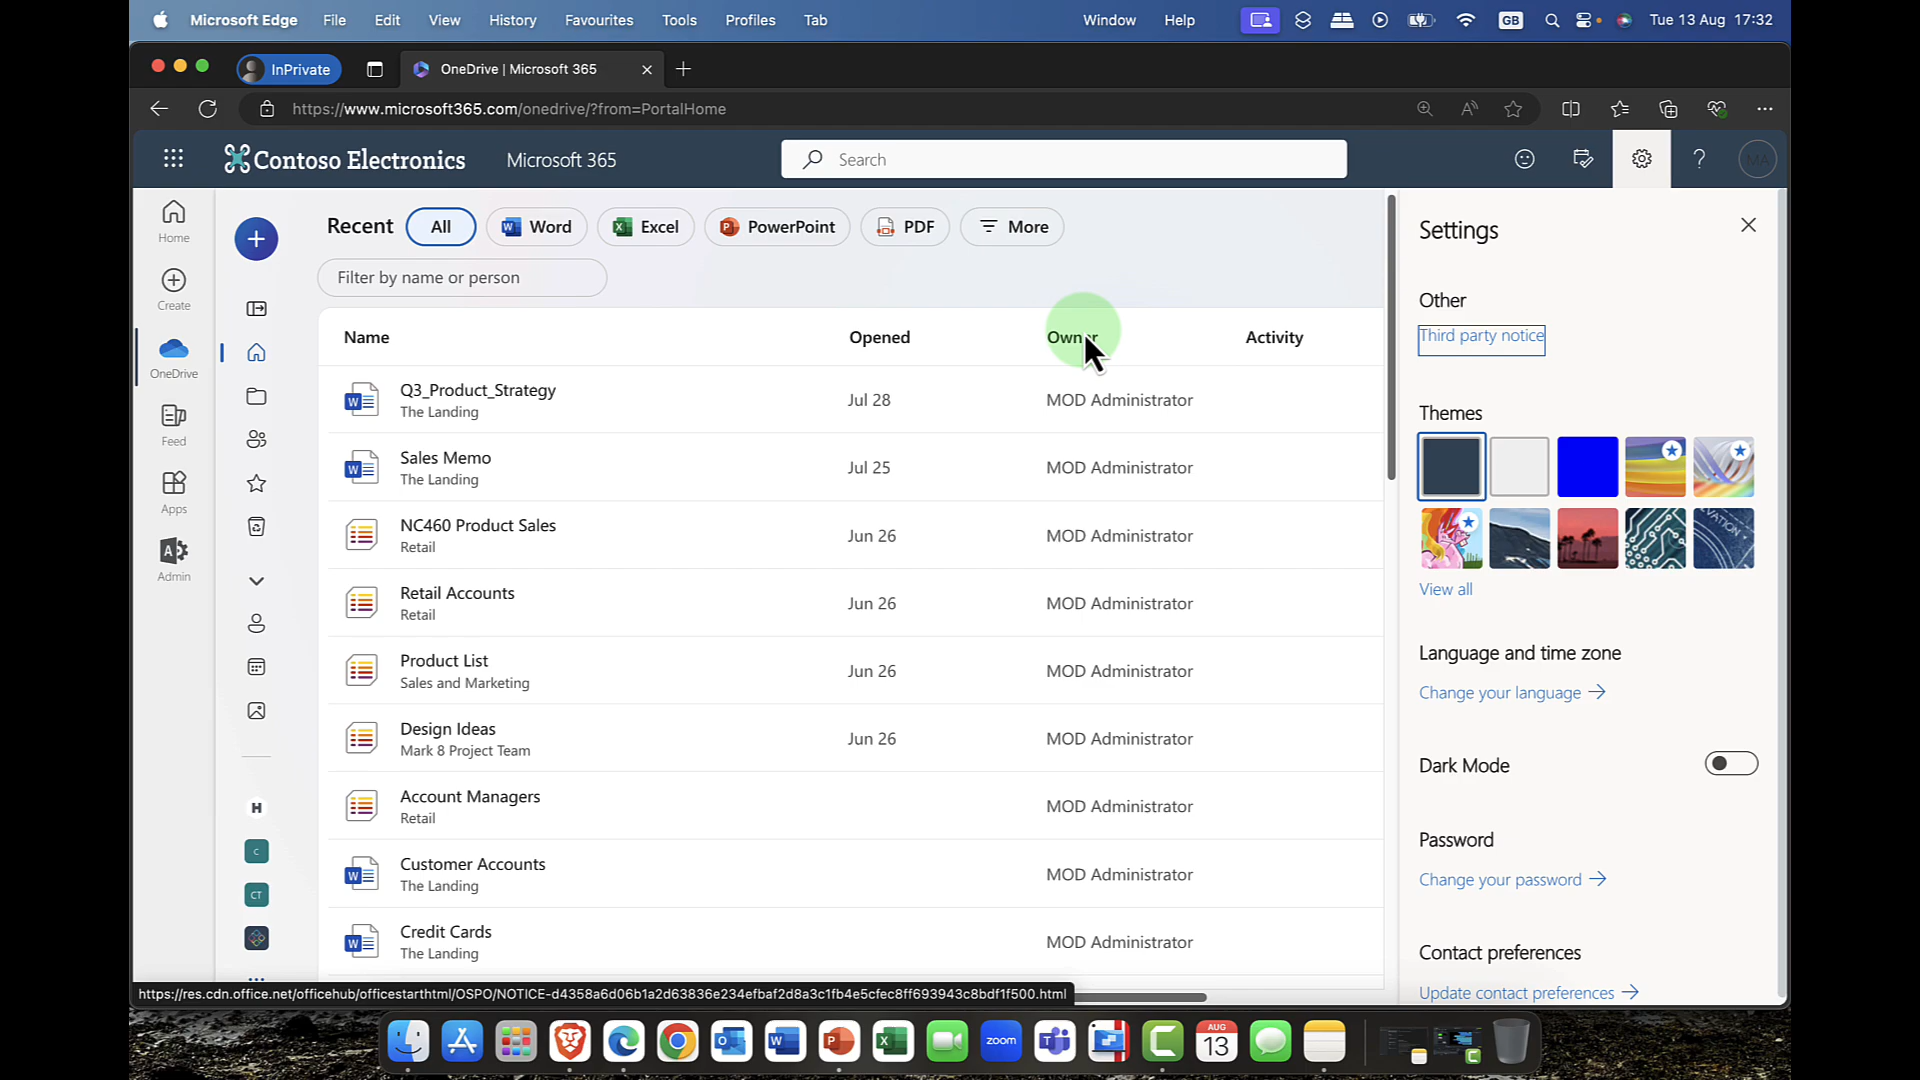 Microsoft Edge File Edit View History Favourites Tools Profiles Tab Window Help GB Tue 13 Aug 17:32
InPrivate OneDrive | Microsoft 365
https://www.microsoft365.com/onedrive/?from=PortalHome
Contoso Electronics Microsoft 365 Search ? MA
Home
Create
OneDrive
Feed
Apps
Admin
H
C
CT
Recent All Word Excel PowerPoint PDF More
Filter by name or person
Name Opened Owner Activity
Q3_Product_Strategy Jul 28 MOD Administrator
The Landing
Sales Memo Jul 25 MOD Administrator
The Landing
NC460 Product Sales Jun 26 MOD Administrator
Retail
Retail Accounts Jun 26 MOD Administrator
Retail
Product List Jun 26 MOD Administrator
Sales and Marketing
Design Ideas Jun 26 MOD Administrator
Mark 8 Project Team
Account Managers MOD Administrator
Retail
Customer Accounts MOD Administrator
The Landing
Credit Cards MOD Administrator
The Landing
Settings
Other
Third party notice
Themes
View all
Language and time zone
Change your language
Dark Mode
Password
Change your password
Contact preferences
Update contact preferences
https://res.cdn.office.net/officehub/officestarthtml/OSPO/NOTICE-d4358a6d06b1a2d63836e234efbaf2d8a3c1fb4e5cfec8ff693943c8bdf1f500.html
zoom
AUG
13